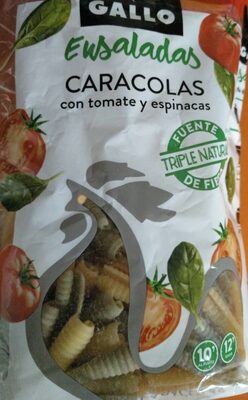 GALLO
Ensaladas
CARACOLAS
con tomate y espinacas
FUENTE
TRIPLE NATURAL
DE FIBRA
10'
12'